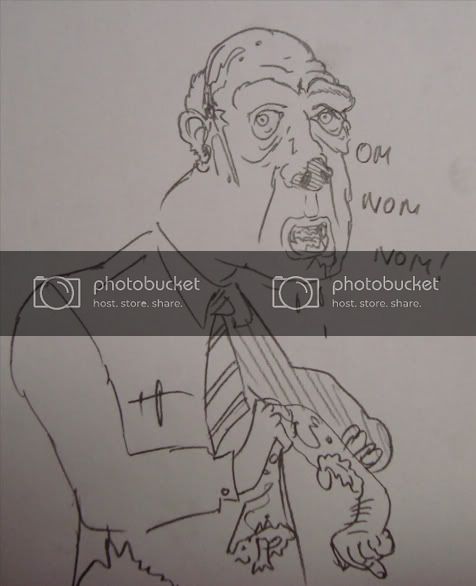 OM
NOM
NOM!
photobucket
host. store. share.
photobucket
host. store. share.